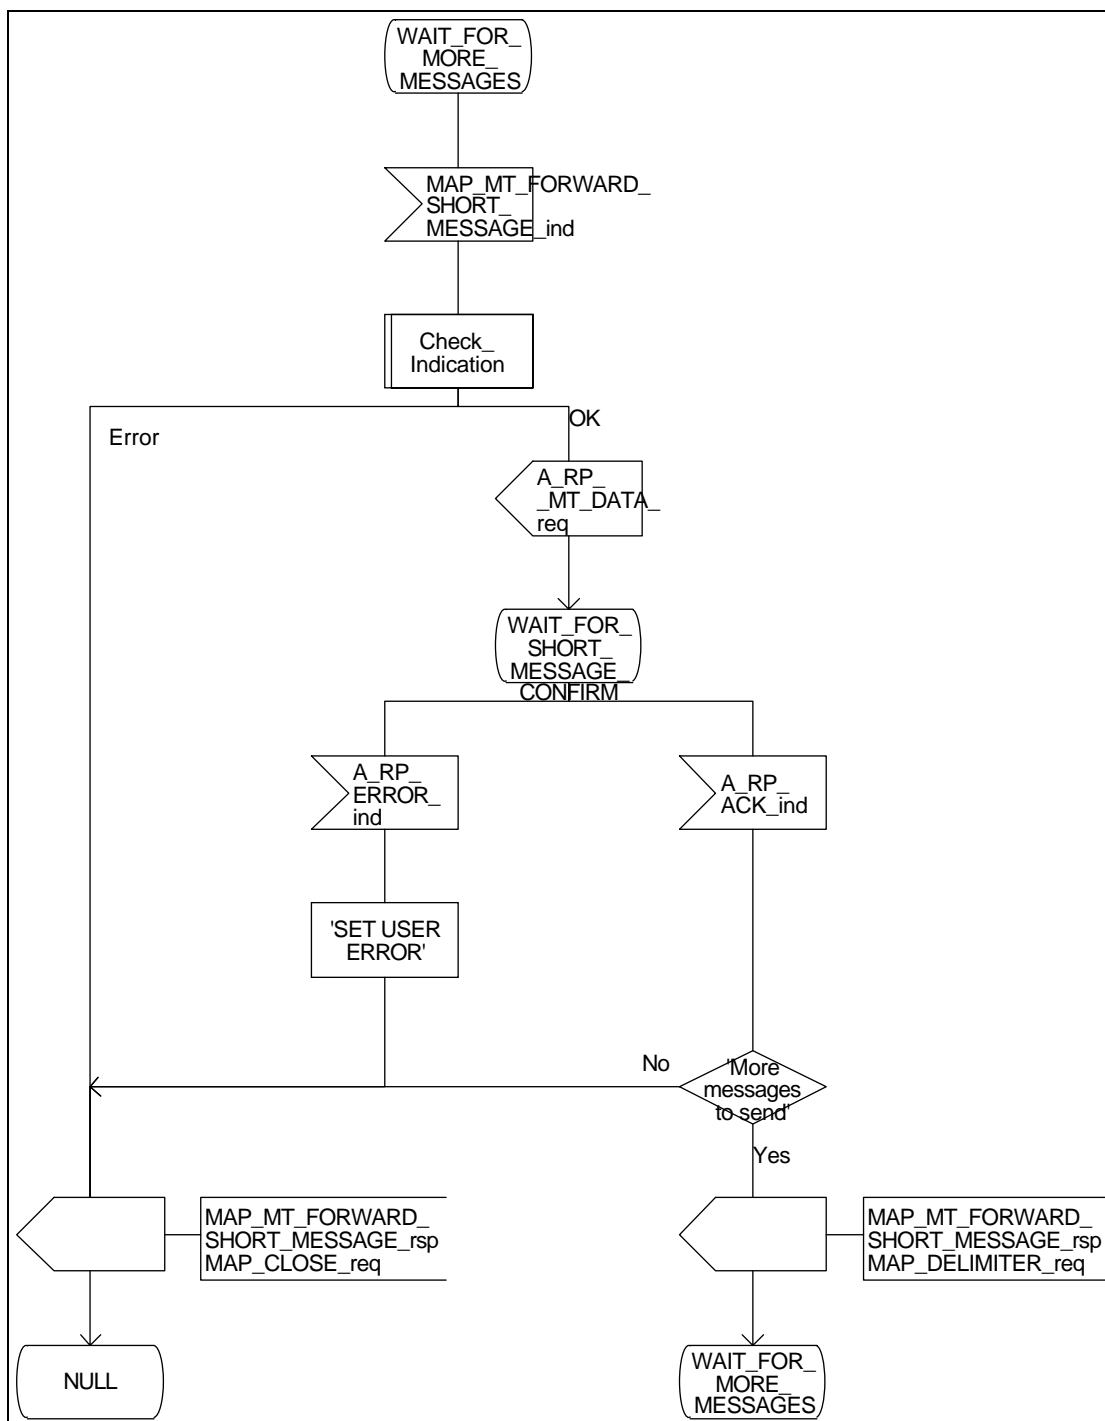 WAIT_FOR_
MORE_
MESSAGES
MAP_MT_FORWARD_
SHORT_
MESSAGE_ind
Check_
Indication
OK
Error
A_RP_
_MT_DATA_
req
WAIT_FOR_
SHORT_
MESSAGE_
CONFIRM
A_RP_
ERROR_
ind
A_RP_
ACK_ind
'SET USER
ERROR'
No
'More
messages
to send'
Yes
MAP_MT_FORWARD_
SHORT_MESSAGE_rsp
MAP_CLOSE_req
MAP_MT_FORWARD_
SHORT_MESSAGE_rsp
MAP_DELIMITER_req
NULL
WAIT_FOR_
MORE_
MESSAGES